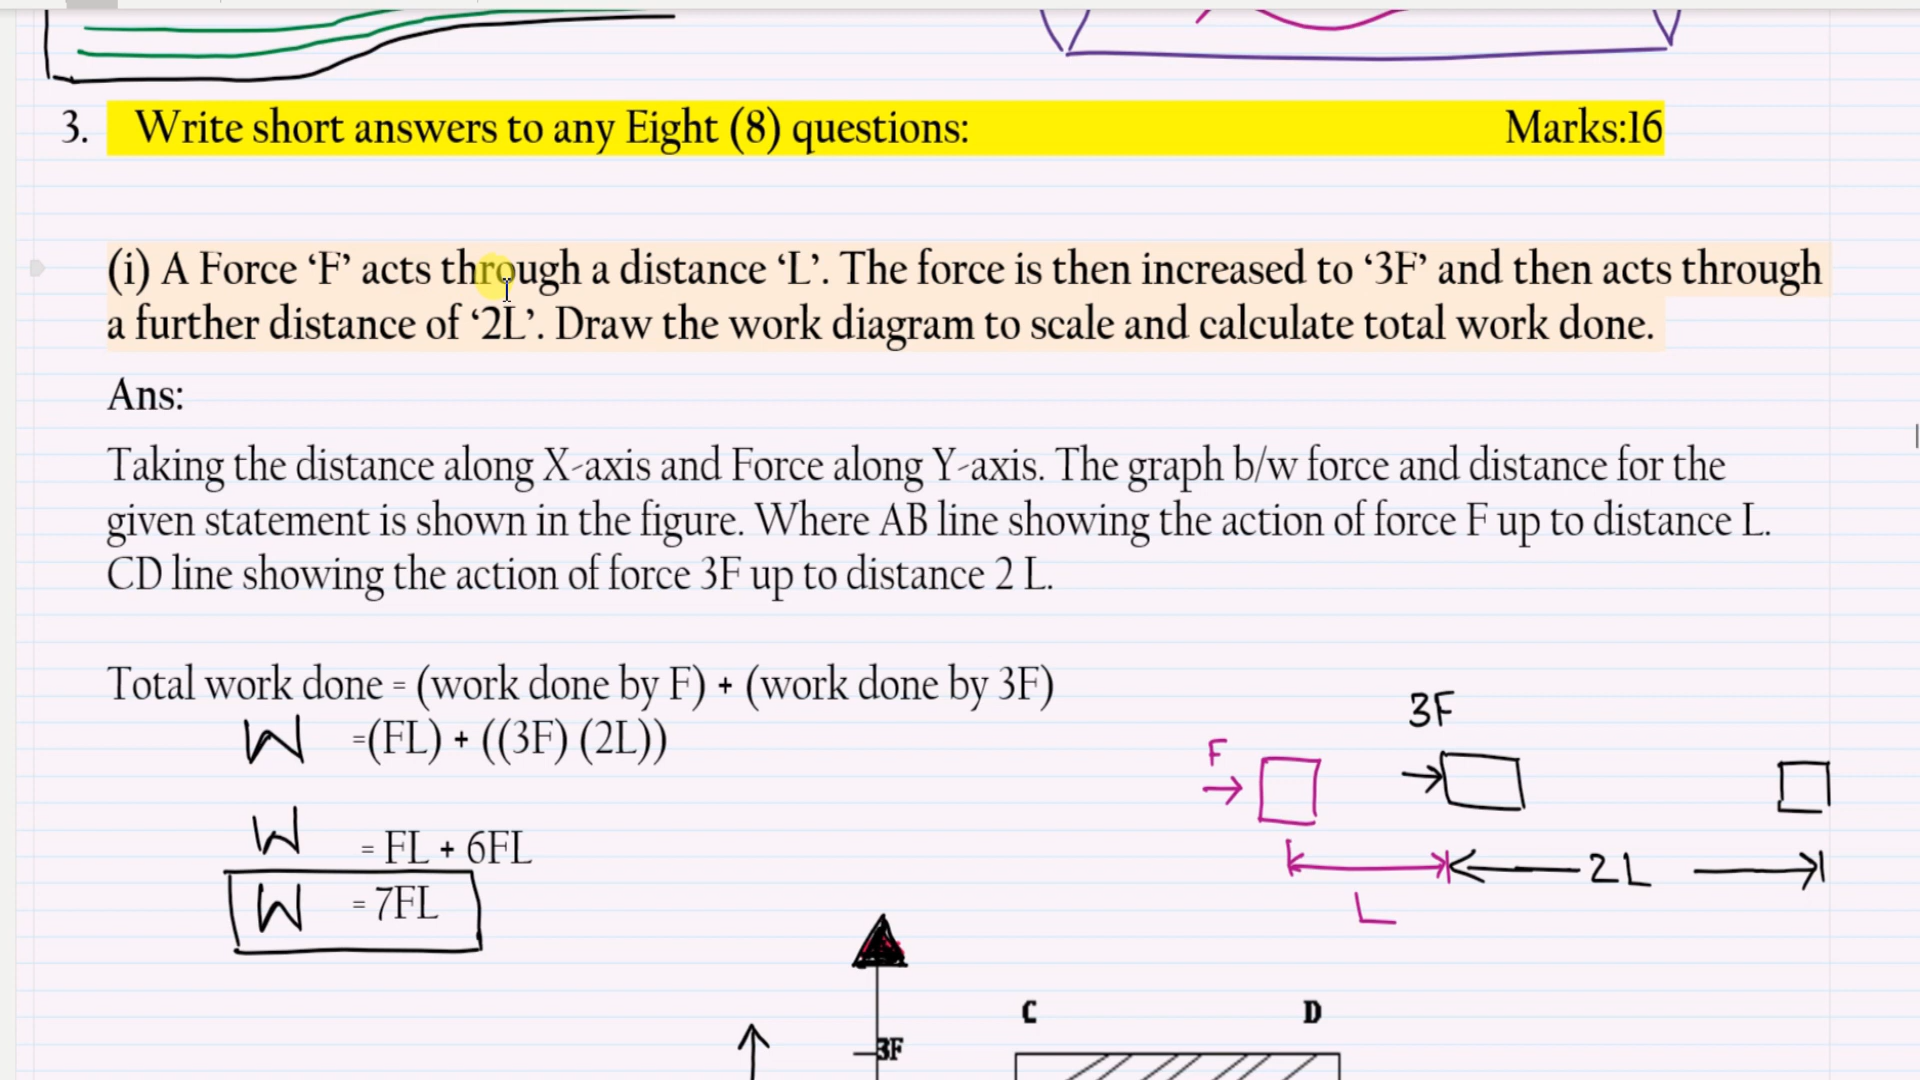 3. Write short answers to any Eight (8) questions: Marks:16
(i) A Force ‘F’ acts through a distance ‘L’. The force is then increased to ‘3F’ and then acts through
a further distance of ‘2L’. Draw the work diagram to scale and calculate total work done.
Ans:
Taking the distance along X-axis and Force along Y-axis. The graph b/w force and distance for the
given statement is shown in the figure. Where AB line showing the action of force F up to distance L.
CD line showing the action of force 3F up to distance 2 L.
Total work done = (work done by F) + (work done by 3F)
W =(FL) + ((3F) (2L))
W = FL + 6FL
W = 7FL
3F
F
2L
L
C D
3F